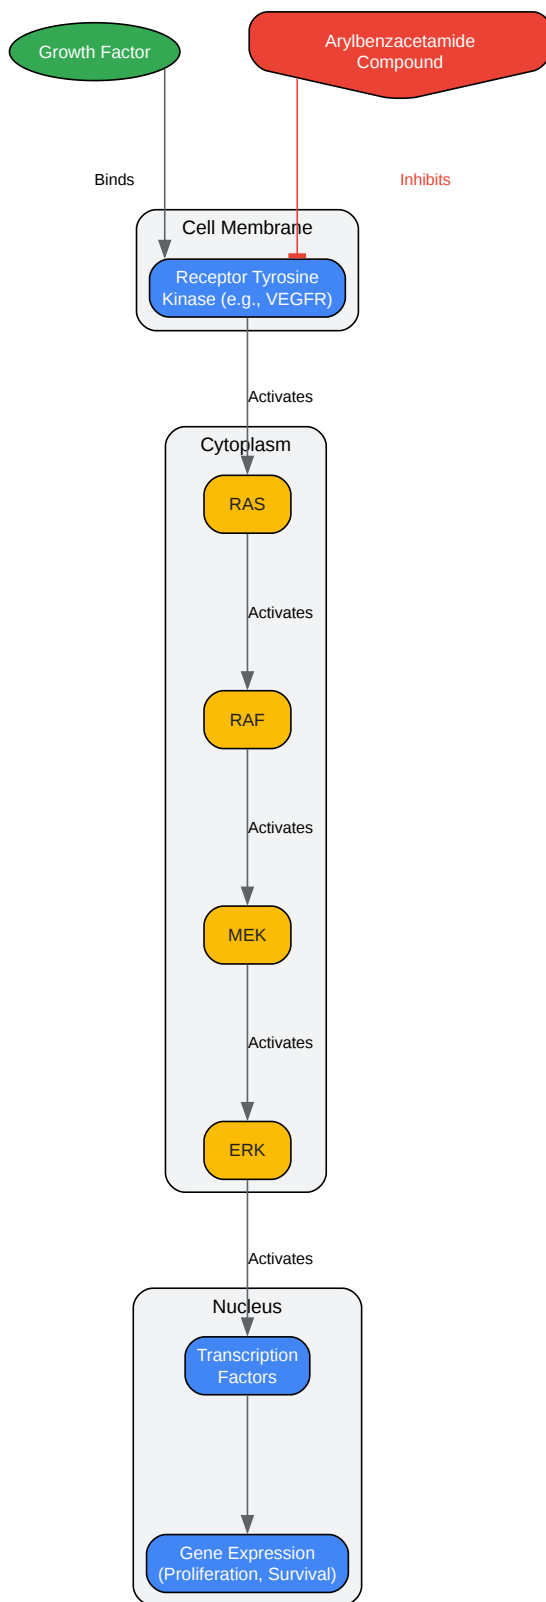 Growth Factor
Arylbenzacetamide
Compound
Binds
Inhibits
Cell Membrane
Receptor Tyrosine
Kinase (e.g., VEGFR)
Activates
Cytoplasm
RAS
Activates
RAF
Activates
MEK
Activates
ERK
Activates
Nucleus
Transcription
Factors
Gene Expression
(Proliferation, Survival)